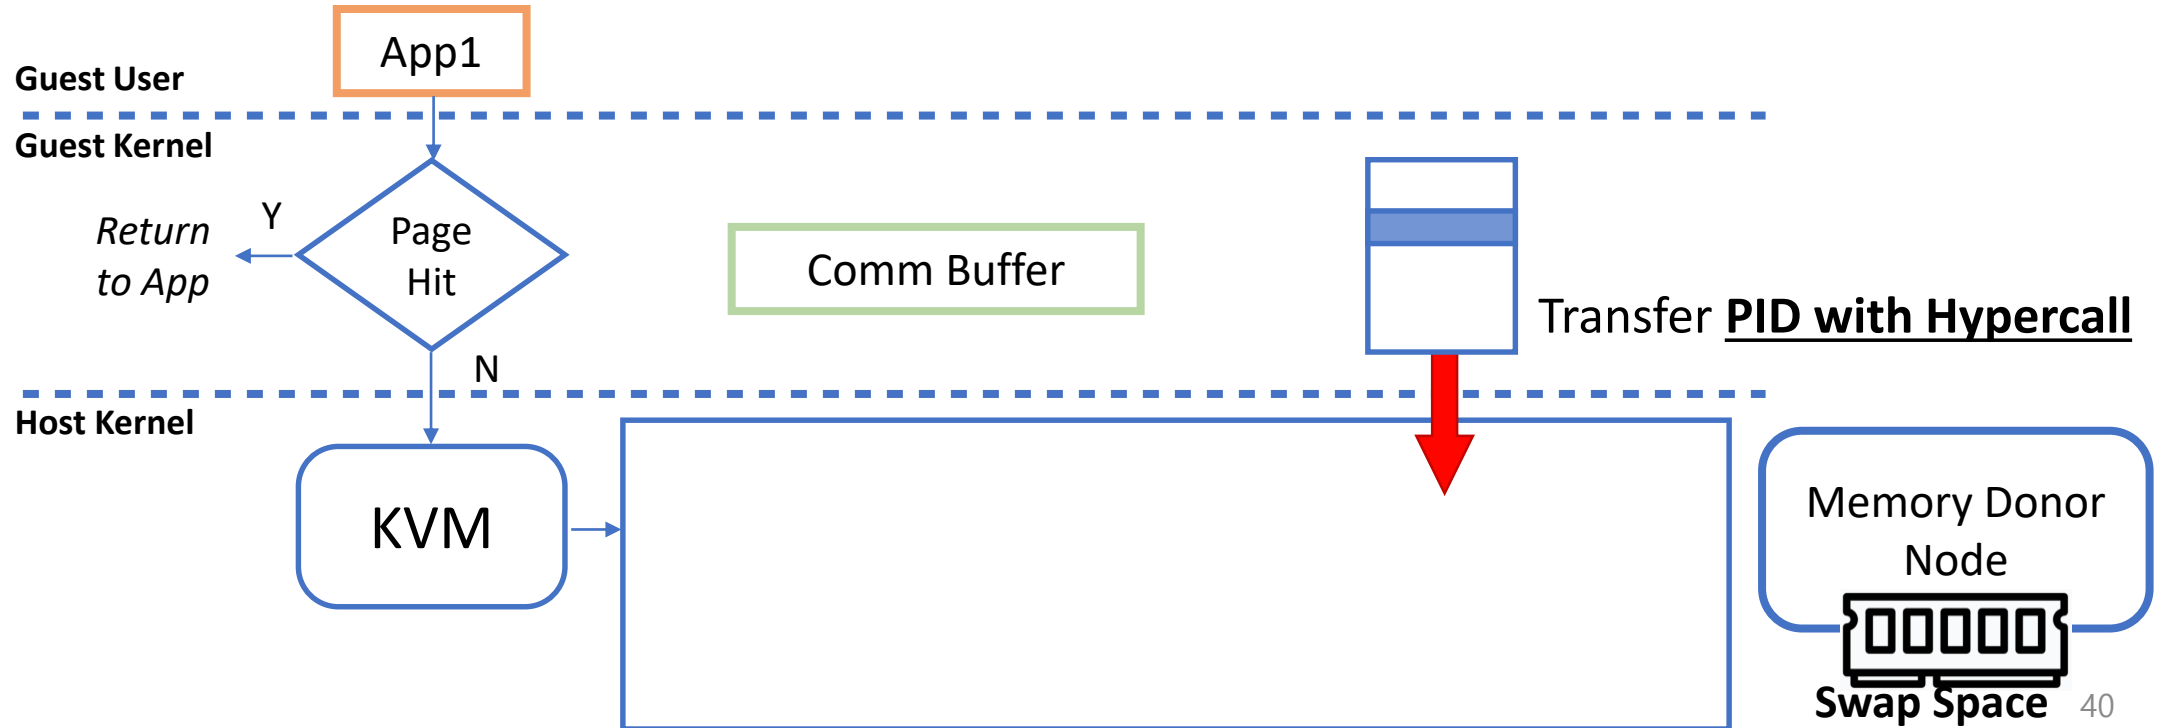 App1
Guest User
Guest Kernel
Y
Return
to App
Page
Hit
Comm Buffer
Transfer PID with Hypercall
N
Host Kernel
KVM
Memory Donor
Node
Swap Space
40